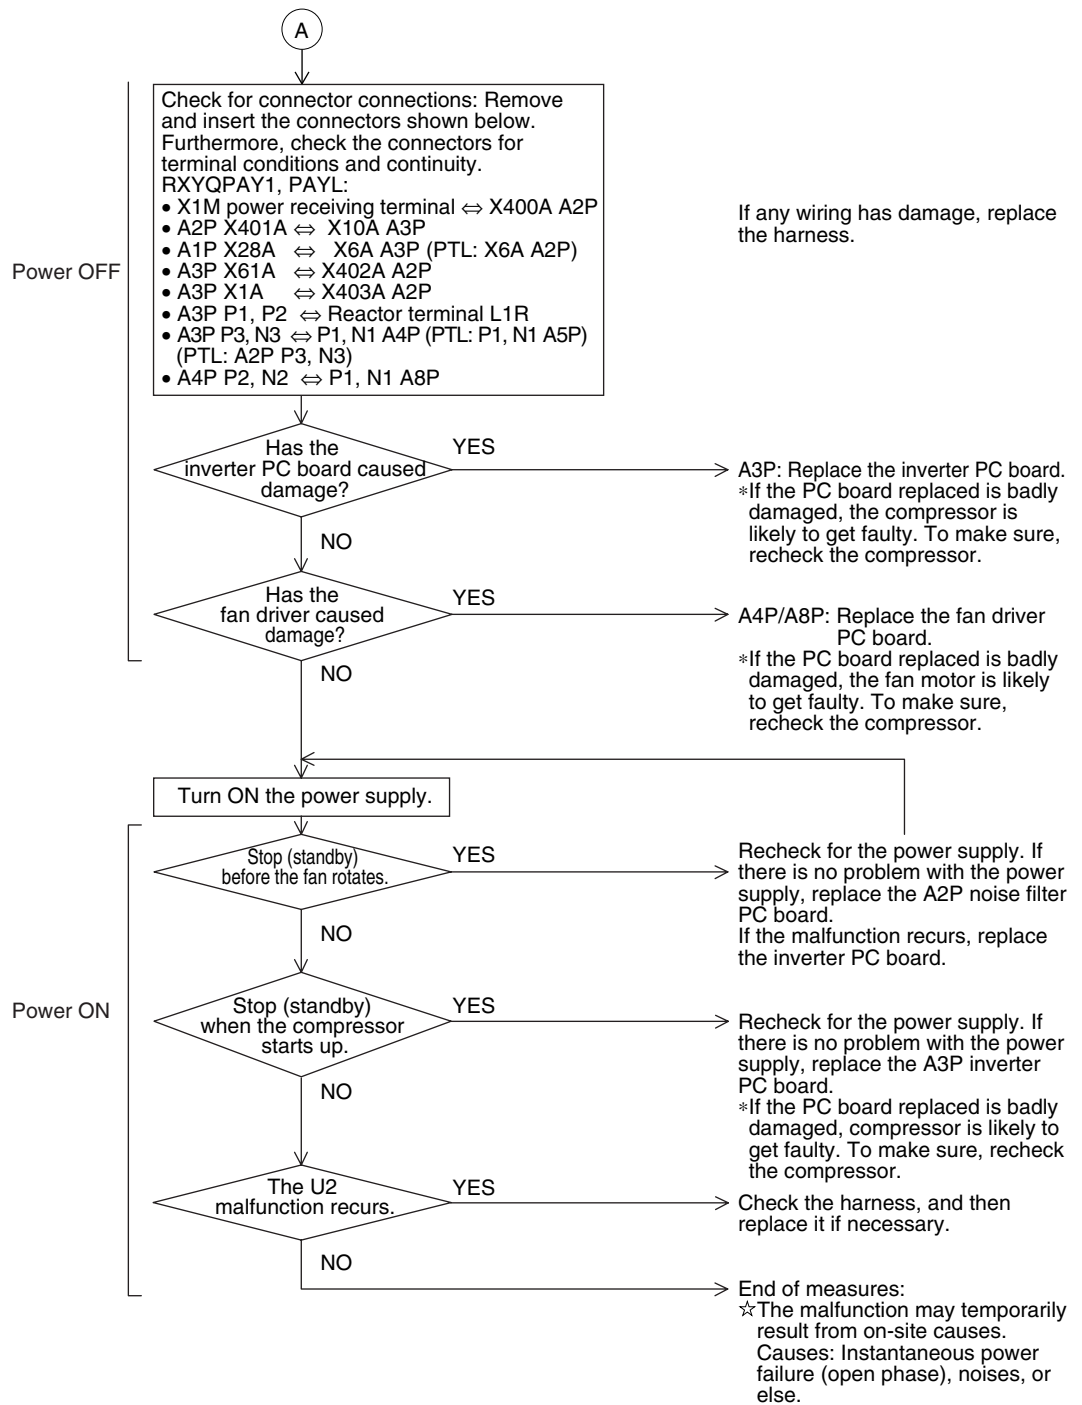 A
Power OFF
Check for connector connections: Remove
and insert the connectors shown below.
Furthermore, check the connectors for
terminal conditions and continuity.
RXYQPAY1, PAYL:
• X1M power receiving terminal ⇔ X400A A2P
• A2P X401A ⇔ X10A A3P
• A1P X28A ⇔ X6A A3P (PTL: X6A A2P)
• A3P X61A ⇔ X402A A2P
• A3P X1A ⇔ X403A A2P
• A3P P1, P2 ⇔ Reactor terminal L1R
• A3P P3, N3 ⇔ P1, N1 A4P (PTL: P1, N1 A5P)
(PTL: A2P P3, N3)
• A4P P2, N2 ⇔ P1, N1 A8P
If any wiring has damage, replace
the harness.
Has the
inverter PC board caused
damage?
YES
A3P: Replace the inverter PC board.
*If the PC board replaced is badly
damaged, the compressor is
likely to get faulty. To make sure,
recheck the compressor.
NO
Has the
fan driver caused
damage?
YES
A4P/A8P: Replace the fan driver
PC board.
*If the PC board replaced is badly
damaged, the fan motor is likely
to get faulty. To make sure,
recheck the compressor.
NO
Turn ON the power supply.
Power ON
Stop (standby)
before the fan rotates.
YES
Recheck for the power supply. If
there is no problem with the power
supply, replace the A2P noise filter
PC board.
If the malfunction recurs, replace
the inverter PC board.
NO
Stop (standby)
when the compressor
starts up.
YES
Recheck for the power supply. If
there is no problem with the power
supply, replace the A3P inverter
PC board.
*If the PC board replaced is badly
damaged, compressor is likely to
get faulty. To make sure, recheck
the compressor.
NO
The U2
malfunction recurs.
YES
Check the harness, and then
replace it if necessary.
NO
End of measures:
☆The malfunction may temporarily
result from on-site causes.
Causes: Instantaneous power
failure (open phase), noises, or
else.